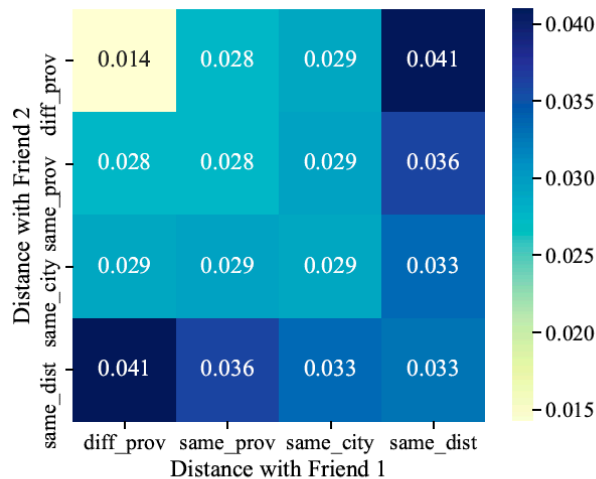 Distance with Friend 2
diff_prov
same_prov
same_city
same_dist
0.014 0.028 0.029 0.041
0.028 0.028 0.029 0.036
0.029 0.029 0.029 0.033
0.041 0.036 0.033 0.033
diff_prov same_prov same_city same_dist
Distance with Friend 1
0.040
0.035
0.030
0.025
0.020
0.015